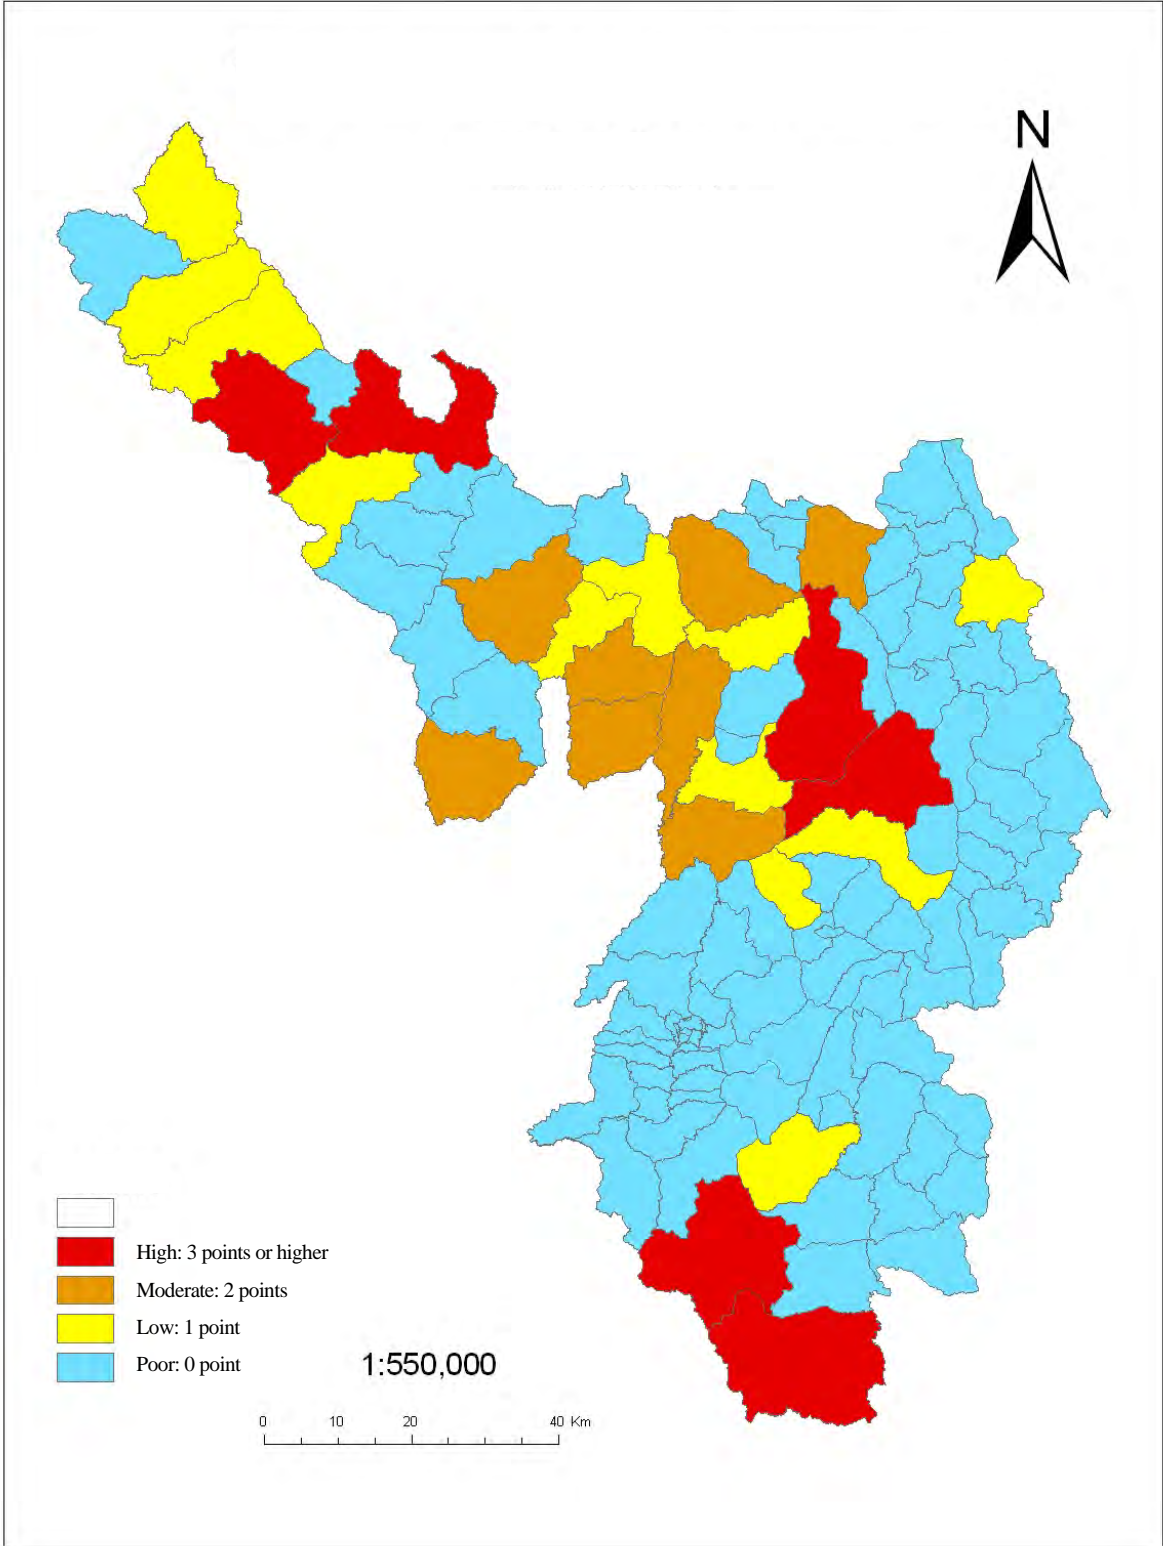 N
High: 3 points or higher
Moderate: 2 points
Low: 1 point
Poor: 0 point
1:550,000
0 10 20 40 Km